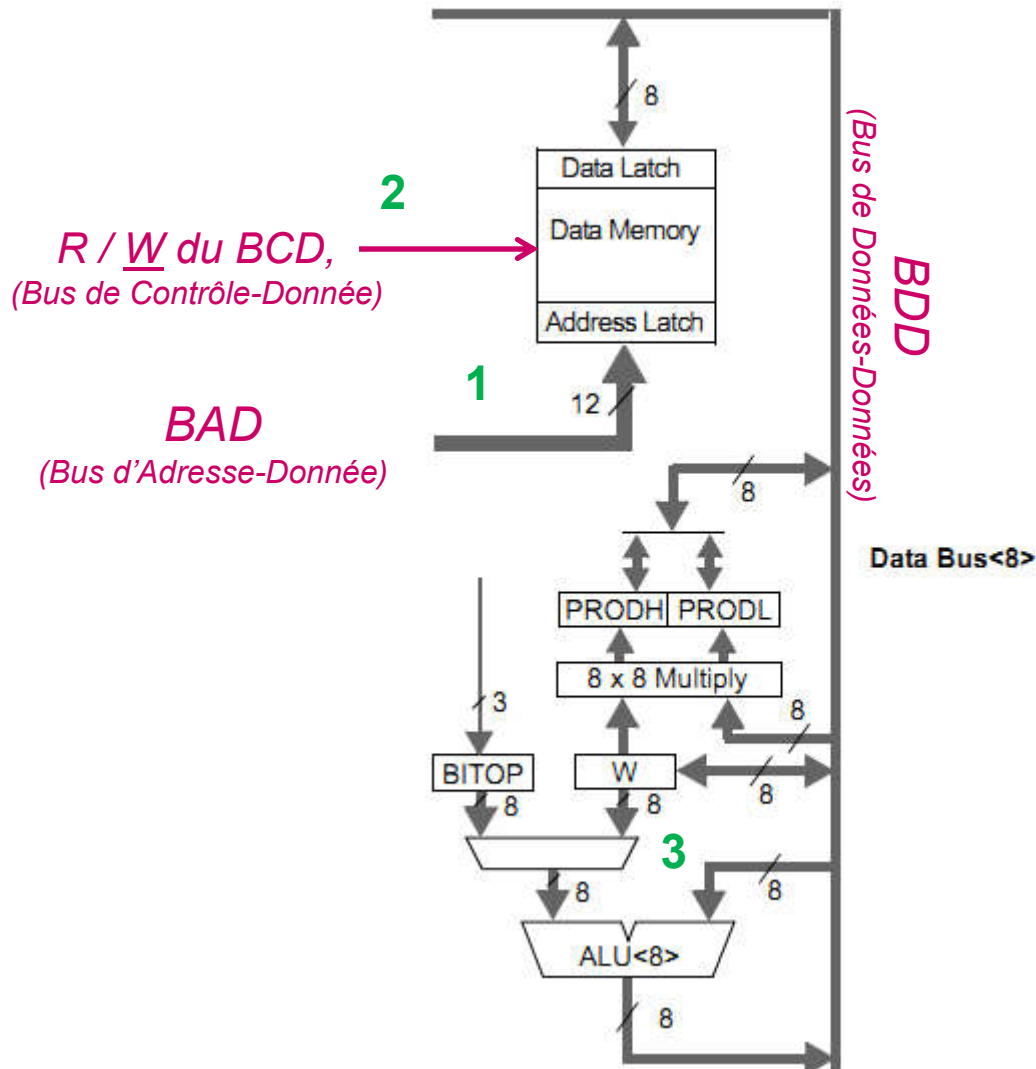 8
Data Latch
2
Data Memory
R / W du BCD,
(Bus de Contrôle-Donnée)
Address Latch
1
12
BAD
(Bus d'Adresse-Donnée)
BDD
(Bus de Données-Données)
8
Data Bus<8>
PRODH PRODL
8 x 8 Multiply
3
8
BITOP
W
8
8
8
3
8
8
ALU<8>
8